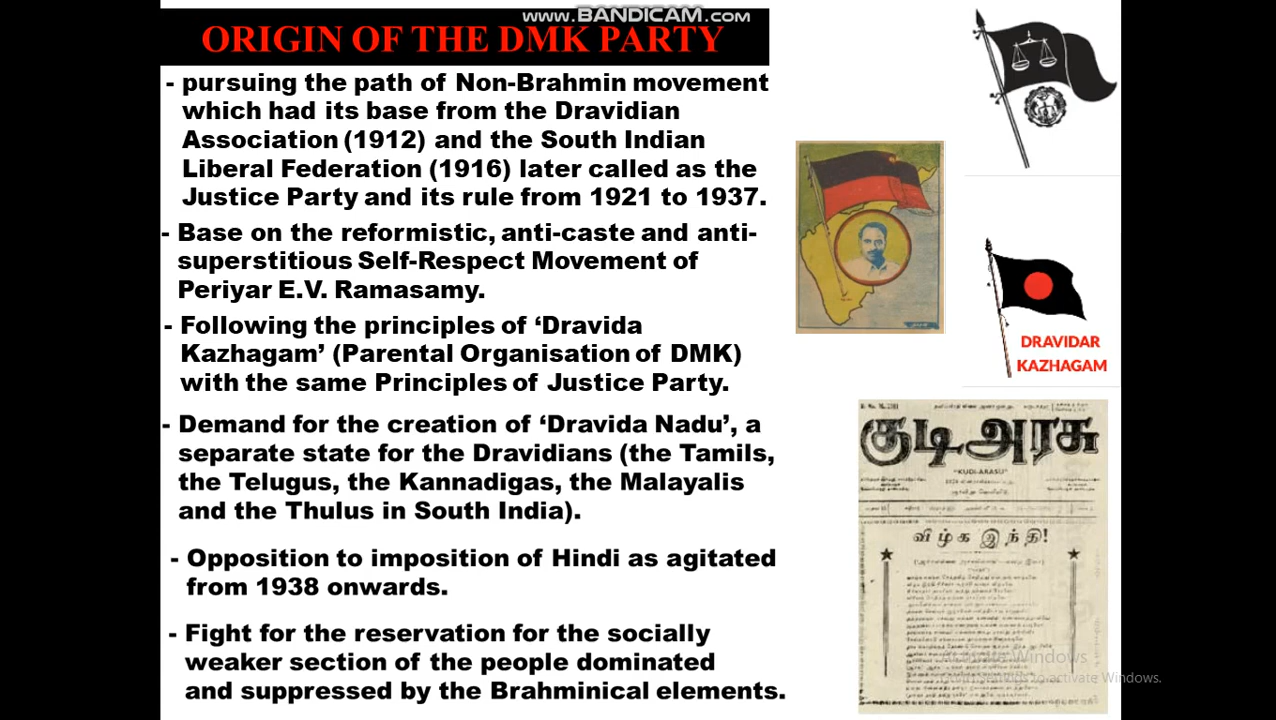 www.BANDICAM.com
ORIGIN OF THE DMK PARTY
- pursuing the path of Non-Brahmin movement
which had its base from the Dravidian
Association (1912) and the South Indian
Liberal Federation (1916) later called as the
Justice Party and its rule from 1921 to 1937.
- Base on the reformistic, anti-caste and anti-
superstitious Self-Respect Movement of
Periyar E.V. Ramasamy.
- Following the principles of ‘Dravida
Kazhagam’ (Parental Organisation of DMK)
with the same Principles of Justice Party.
- Demand for the creation of ‘Dravida Nadu’, a
separate state for the Dravidians (the Tamils,
the Telugus, the Kannadigas, the Malayalis
and the Thulus in South India).
- Opposition to imposition of Hindi as agitated
from 1938 onwards.
- Fight for the reservation for the socially
weaker section of the people dominated
and suppressed by the Brahminical elements.
DRAVIDAR
KAZHAGAM
குடிஅரசு
"KUDI-ARASU"
வீழ்க இந்தி!
Windows
to activate Windows.